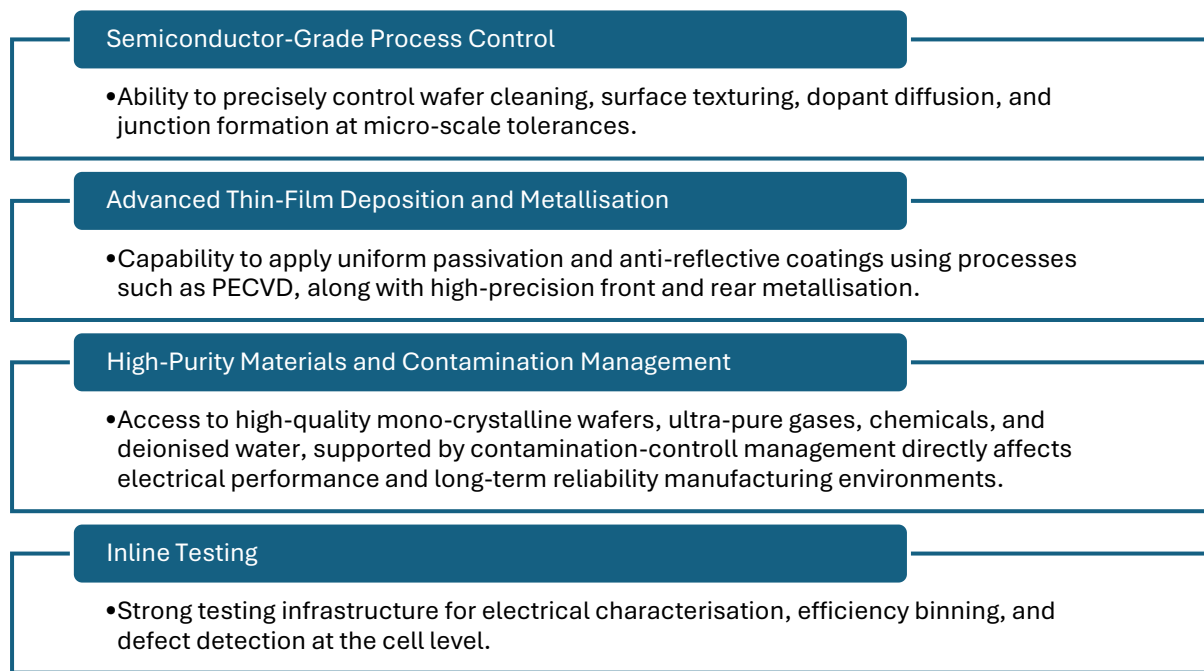 Semiconductor-Grade Process Control
•Ability to precisely control wafer cleaning, surface texturing, dopant diffusion, and
junction formation at micro-scale tolerances.
Advanced Thin-Film Deposition and Metallisation
•Capability to apply uniform passivation and anti-reflective coatings using processes
such as PECVD, along with high-precision front and rear metallisation.
High-Purity Materials and Contamination Management
•Access to high-quality mono-crystalline wafers, ultra-pure gases, chemicals, and
deionised water, supported by contamination-controll management directly affects
electrical performance and long-term reliability manufacturing environments.
Inline Testing
•Strong testing infrastructure for electrical characterisation, efficiency binning, and
defect detection at the cell level.